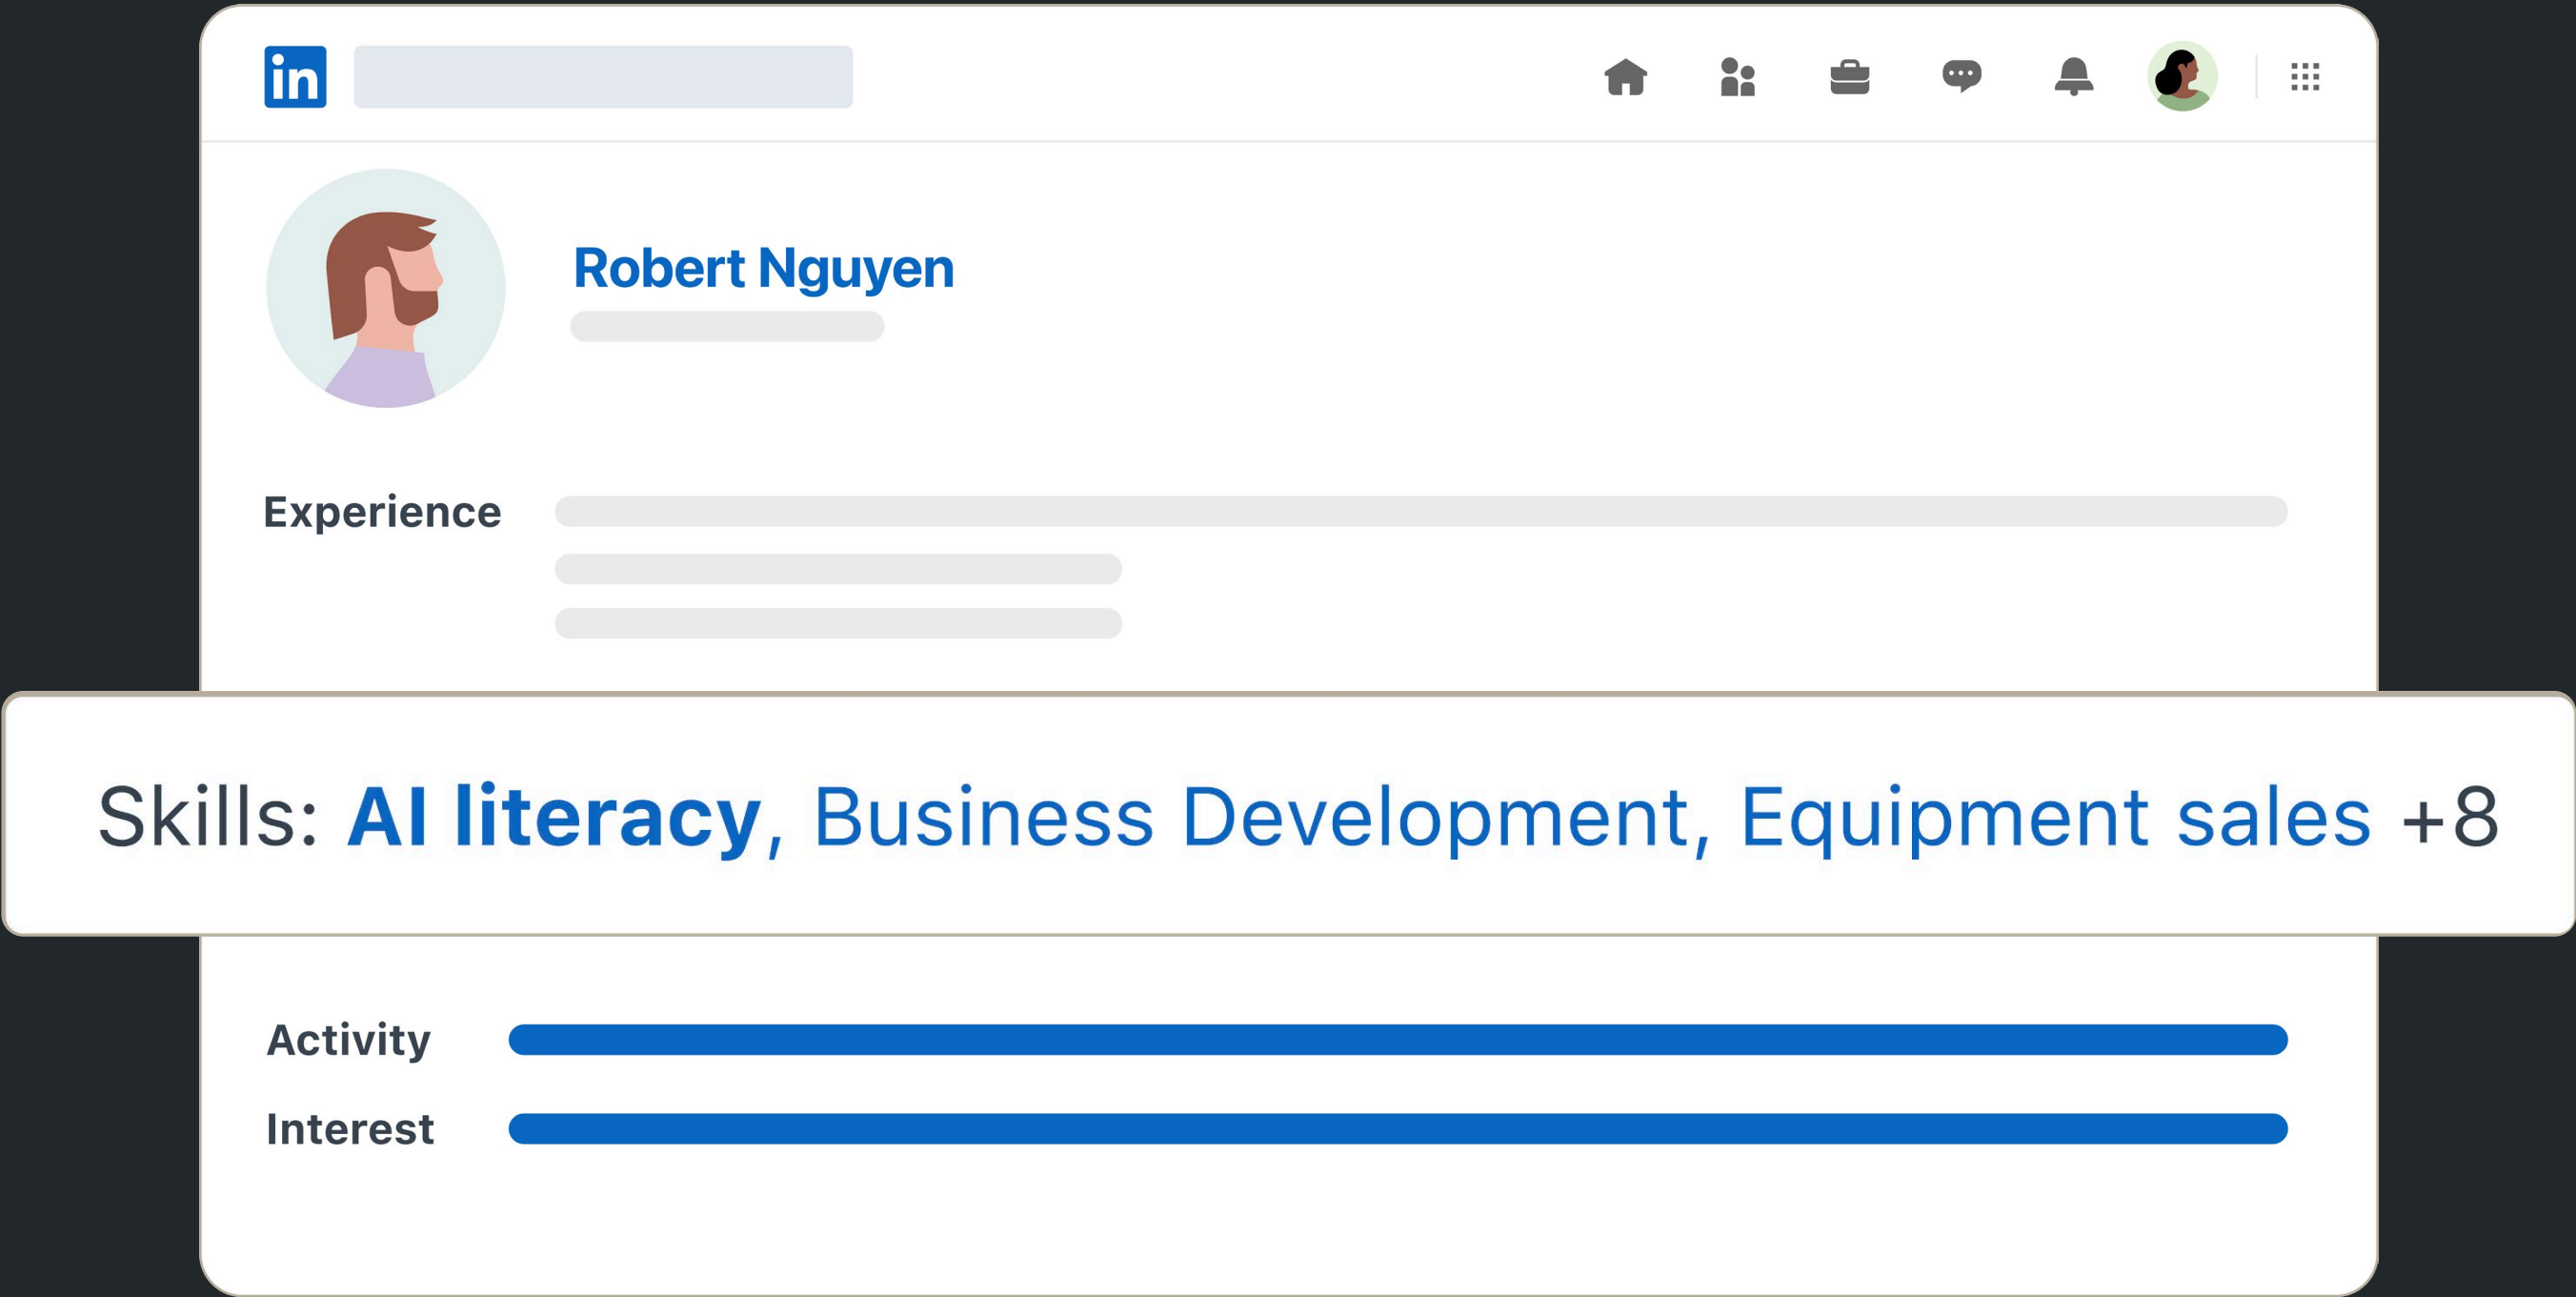 in
Robert Nguyen
Experience
Skills: AI literacy, Business Development, Equipment sales +8
Activity
Interest